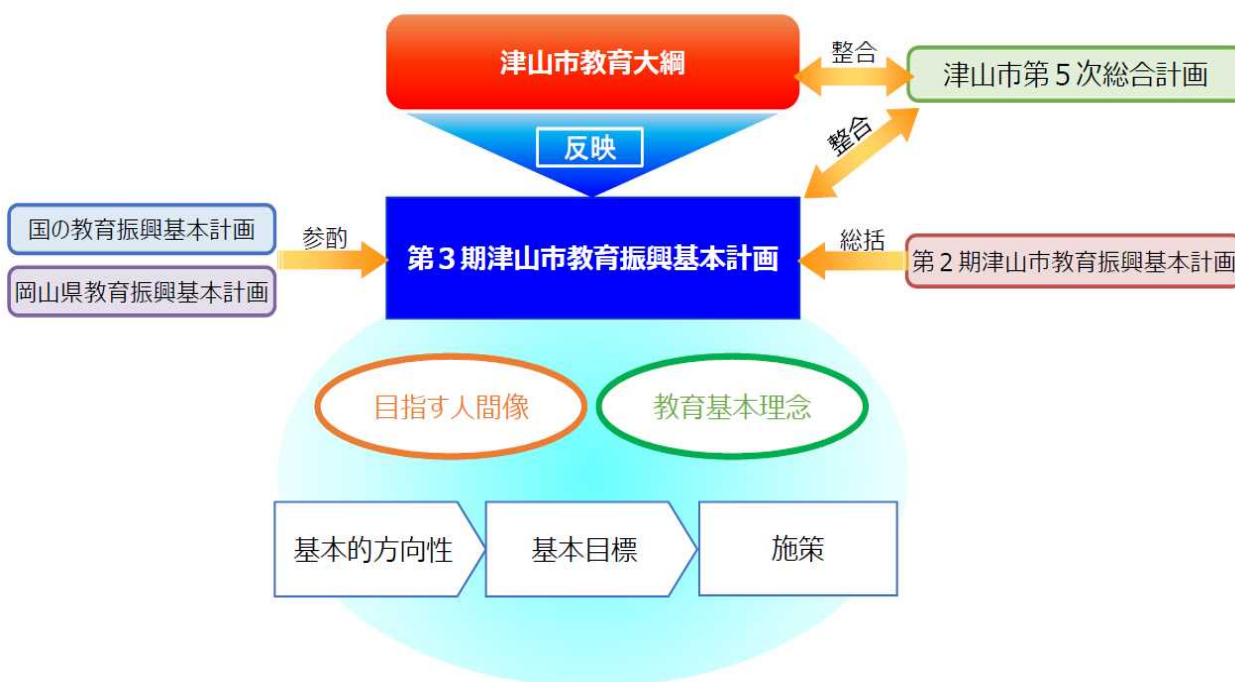 津山市教育大綱
整合
津山市第５次総合計画
反映
整合
国の教育振興基本計画
参酌
第３期津山市教育振興基本計画
総括
第２期津山市教育振興基本計画
岡山県教育振興基本計画
目指す人間像
教育基本理念
基本的方向性
基本目標
施策